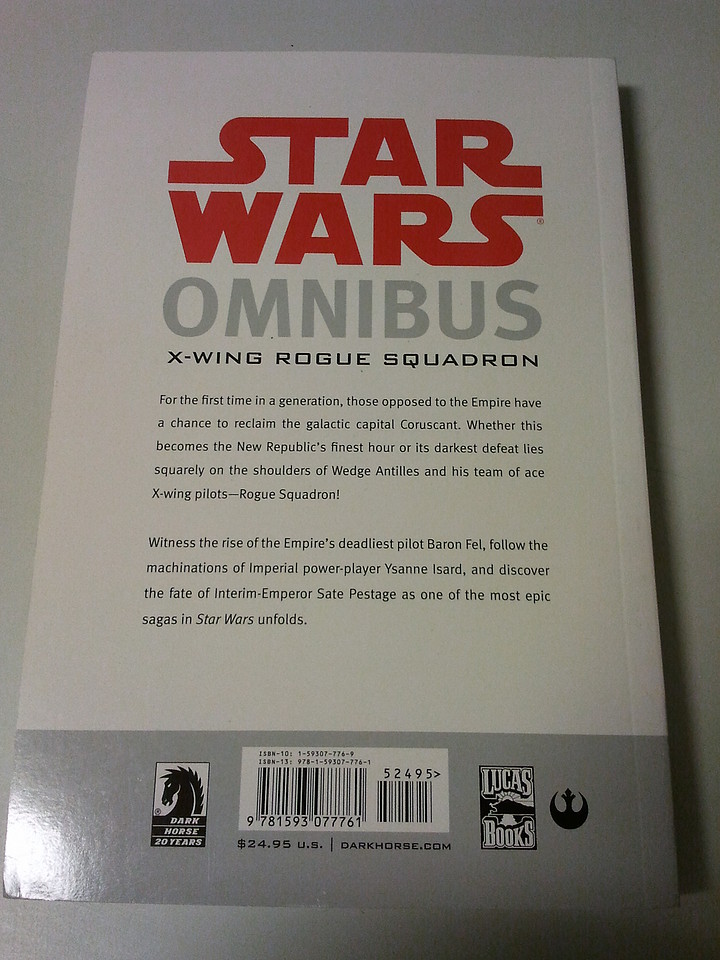 STAR
WARS®
OMNIBUS
X-WING ROGUE SQUADRON
For the first time in a generation, those opposed to the Empire have
a chance to reclaim the galactic capital Coruscant. Whether this
becomes the New Republic's finest hour or its darkest defeat lies
squarely on the shoulders of Wedge Antilles and his team of ace
X-wing pilots—Rogue Squadron!
Witness the rise of the Empire's deadliest pilot Baron Fel, follow the
machinations of Imperial power-player Ysanne Isard, and discover
the fate of Interim-Emperor Sate Pestage as one of the most epic
sagas in Star Wars unfolds.
ISBN-10: 1-59307-776-9
ISBN-13: 978-1-59307-776-1
52495>
9 781593 077761
®
DARK
HORSE
20 YEARS
$24.95 U.S. | DARKHORSE.COM
LUCAS
BOOKS